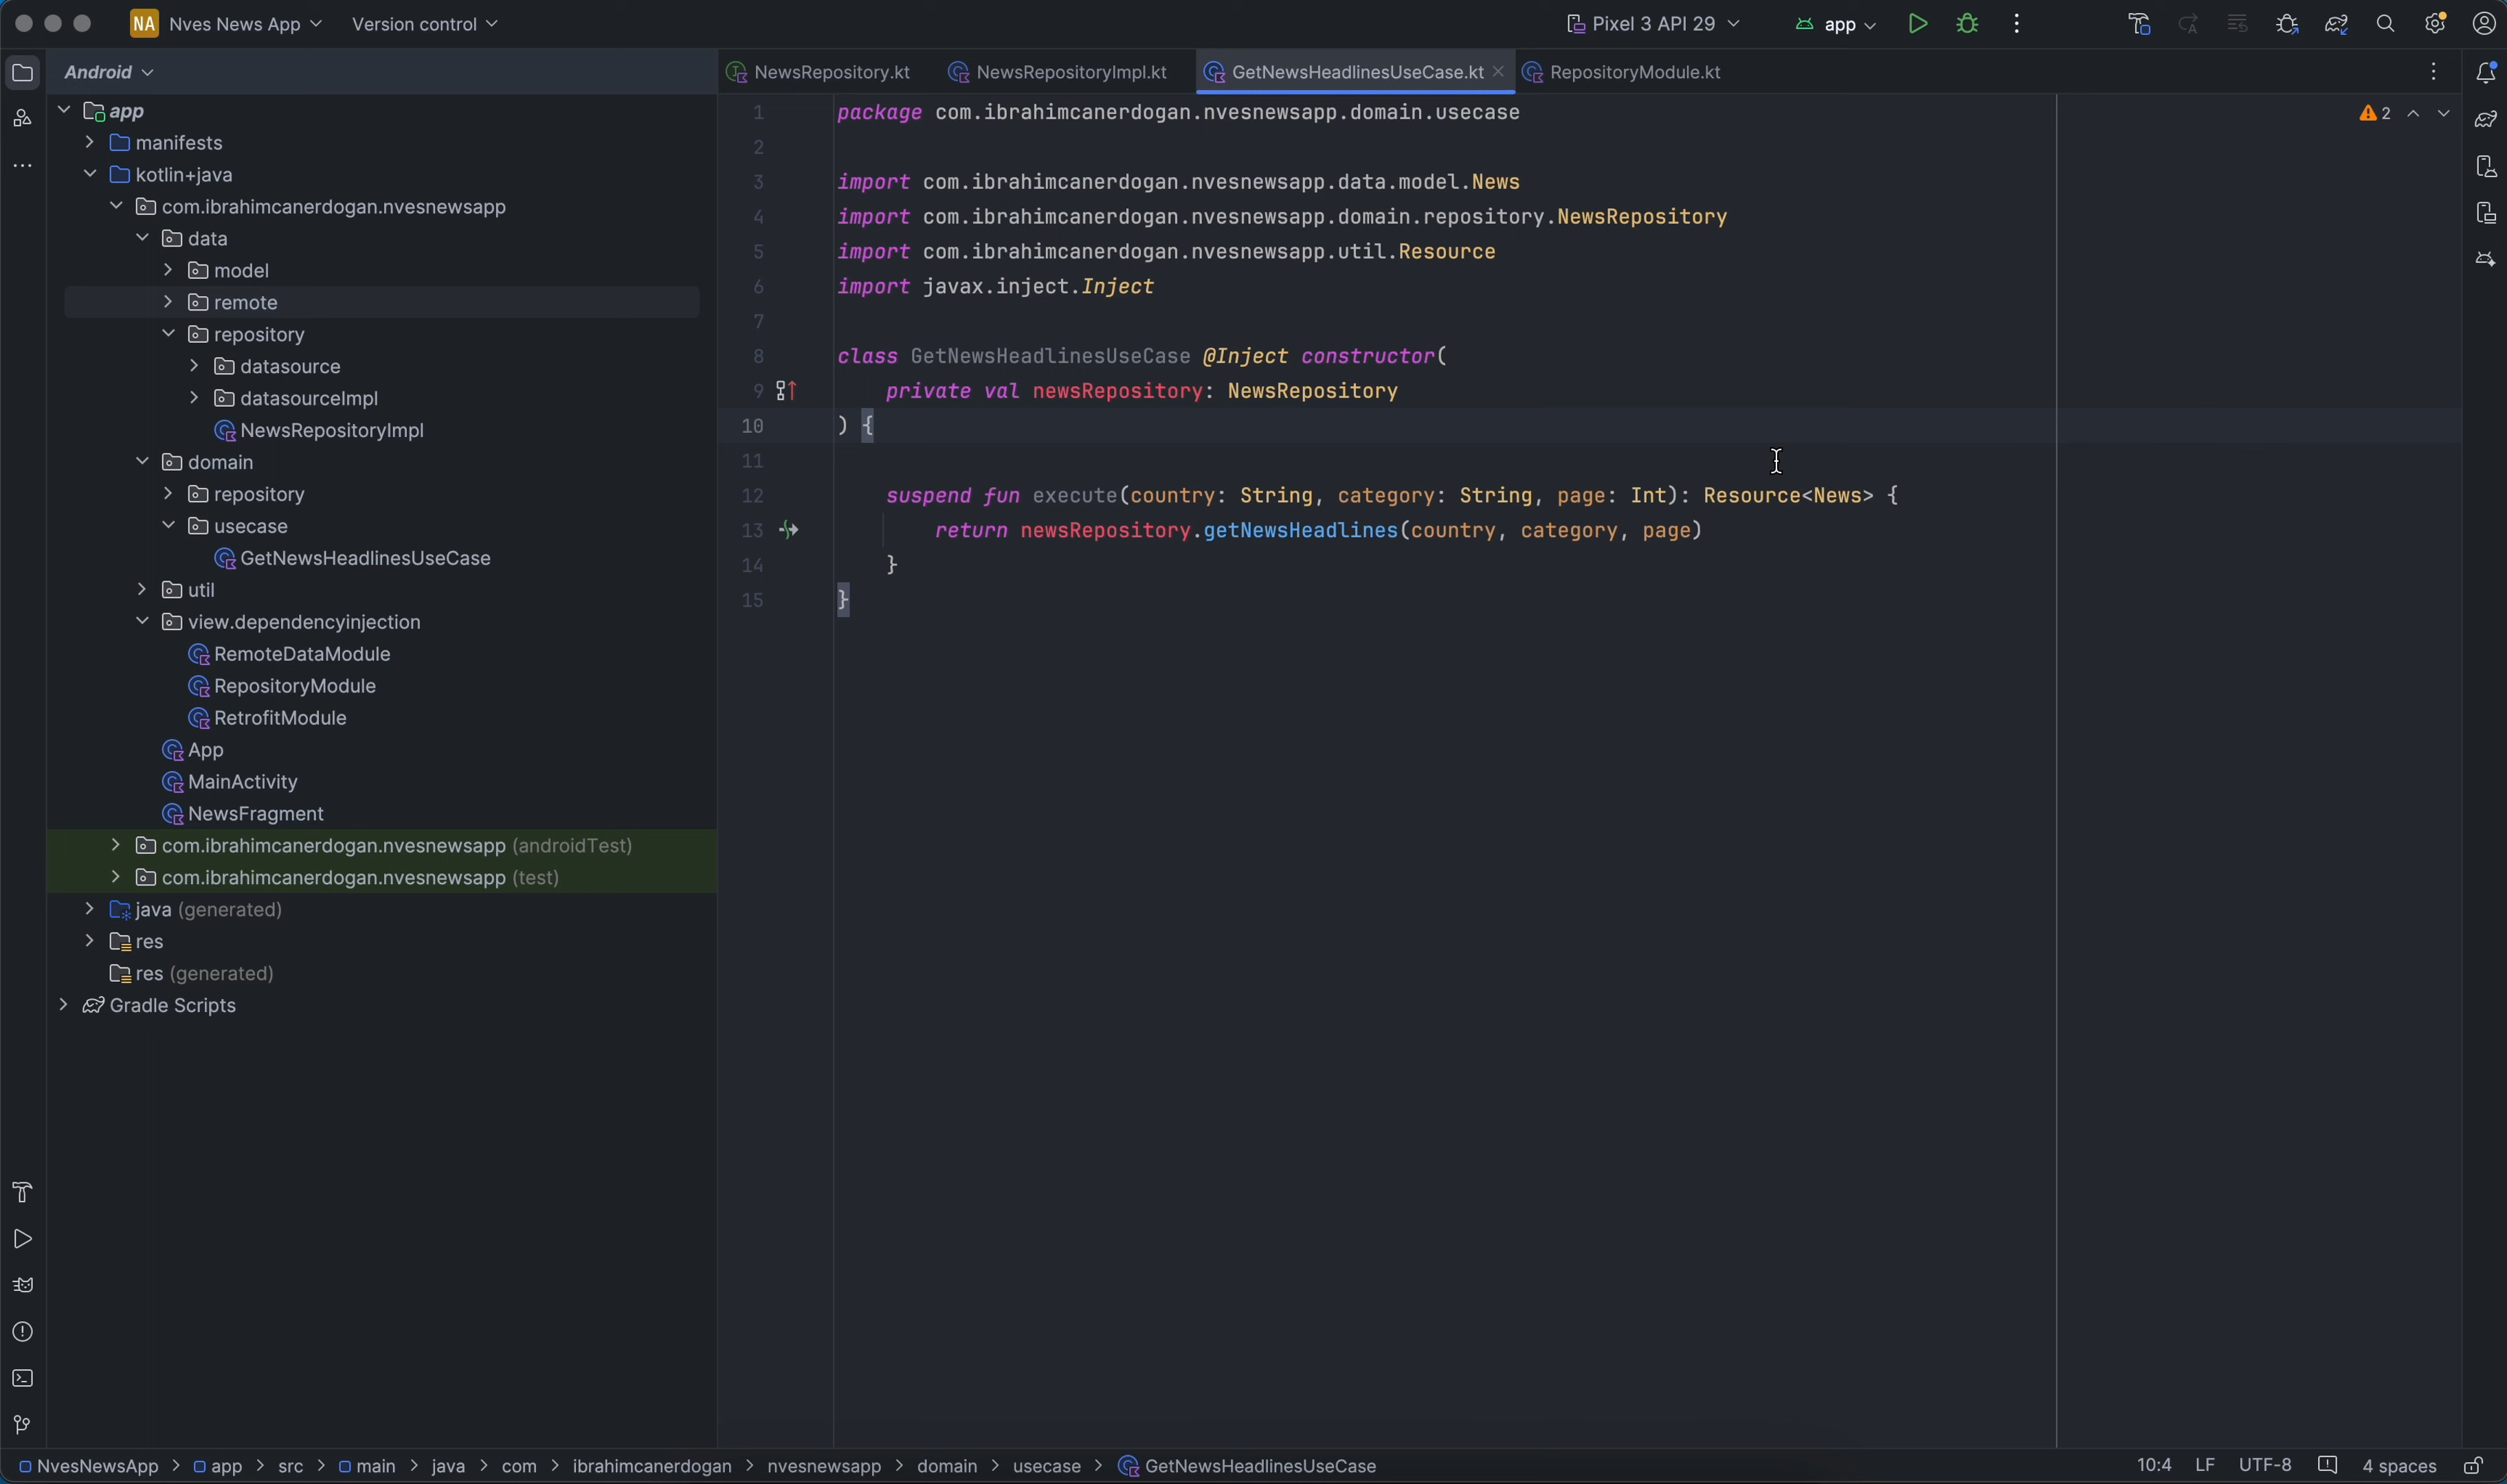 NA Nves News App Version control Pixel 3 API 29 app
Android
NewsRepository.kt NewsRepositoryImpl.kt GetNewsHeadlinesUseCase.kt RepositoryModule.kt
app
manifests
kotlin+java
com.ibrahimcanerdogan.nvesnewsapp
data
model
remote
repository
datasource
datasourceImpl
NewsRepositoryImpl
domain
repository
usecase
GetNewsHeadlinesUseCase
util
view.dependencyinjection
RemoteDataModule
RepositoryModule
RetrofitModule
App
MainActivity
NewsFragment
com.ibrahimcanerdogan.nvesnewsapp (androidTest)
com.ibrahimcanerdogan.nvesnewsapp (test)
java (generated)
res
res (generated)
Gradle Scripts
1 package com.ibrahimcanerdogan.nvesnewsapp.domain.usecase
2
3 import com.ibrahimcanerdogan.nvesnewsapp.data.model.News
4 import com.ibrahimcanerdogan.nvesnewsapp.domain.repository.NewsRepository
5 import com.ibrahimcanerdogan.nvesnewsapp.util.Resource
6 import javax.inject.Inject
7
8 class GetNewsHeadlinesUseCase @Inject constructor(
9     private val newsRepository: NewsRepository
10 ) {
11
12     suspend fun execute(country: String, category: String, page: Int): Resource<News> {
13         return newsRepository.getNewsHeadlines(country, category, page)
14     }
15 }
2
NvesNewsApp > app > src > main > java > com > ibrahimcanerdogan > nvesnewsapp > domain > usecase > GetNewsHeadlinesUseCase 10:4 LF UTF-8 4 spaces